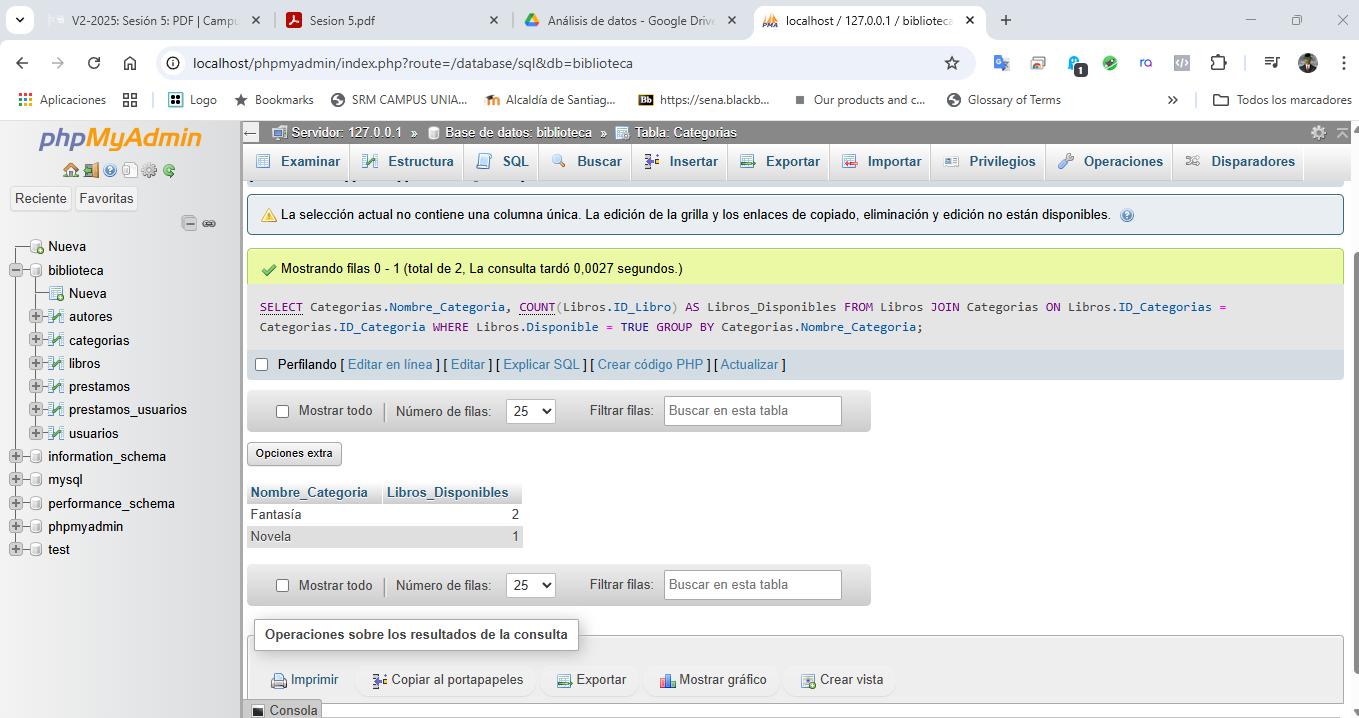 V2-2025: Sesión 5: PDF | Campu
Sesion 5.pdf
Análisis de datos - Google Drive
localhost / 127.0.0.1 / biblioteca
localhost/phpmyadmin/index.php?route=/database/sql&db=biblioteca
1
Aplicaciones
Logo
Bookmarks
SRM CAMPUS UNIA...
Alcaldía de Santiag...
Bb
https://sena.blackb...
Our products and c...
Glossary of Terms
»
Todos los marcadores
phpMyAdmin
Reciente
Favoritas
Nueva
biblioteca
Nueva
autores
categorias
libros
prestamos
prestamos_usuarios
usuarios
information_schema
mysql
performance_schema
phpmyadmin
test
Servidor: 127.0.0.1 » Base de datos: biblioteca » Tabla: Categorias
Examinar
Estructura
SQL
Buscar
Insertar
Exportar
Importar
Privilegios
Operaciones
Disparadores
La selección actual no contiene una columna única. La edición de la grilla y los enlaces de copiado, eliminación y edición no están disponibles.
Mostrando filas 0 - 1 (total de 2, La consulta tardó 0,0027 segundos.)
SELECT Categorias.Nombre_Categoria, COUNT(Libros.ID_Libro) AS Libros_Disponibles FROM Libros JOIN Categorias ON Libros.ID_Categorias =
Categorias.ID_Categoria WHERE Libros.Disponible = TRUE GROUP BY Categorias.Nombre_Categoria;
Perfilando [ Editar en línea ] [ Editar ] [ Explicar SQL ] [ Crear código PHP ] [ Actualizar ]
Mostrar todo | Número de filas: 25 Filtrar filas: Buscar en esta tabla
Opciones extra
Nombre_Categoria Libros_Disponibles
Fantasía 2
Novela 1
Mostrar todo | Número de filas: 25 Filtrar filas: Buscar en esta tabla
Operaciones sobre los resultados de la consulta
Imprimir
Copiar al portapapeles
Exportar
Mostrar gráfico
Crear vista
Consola